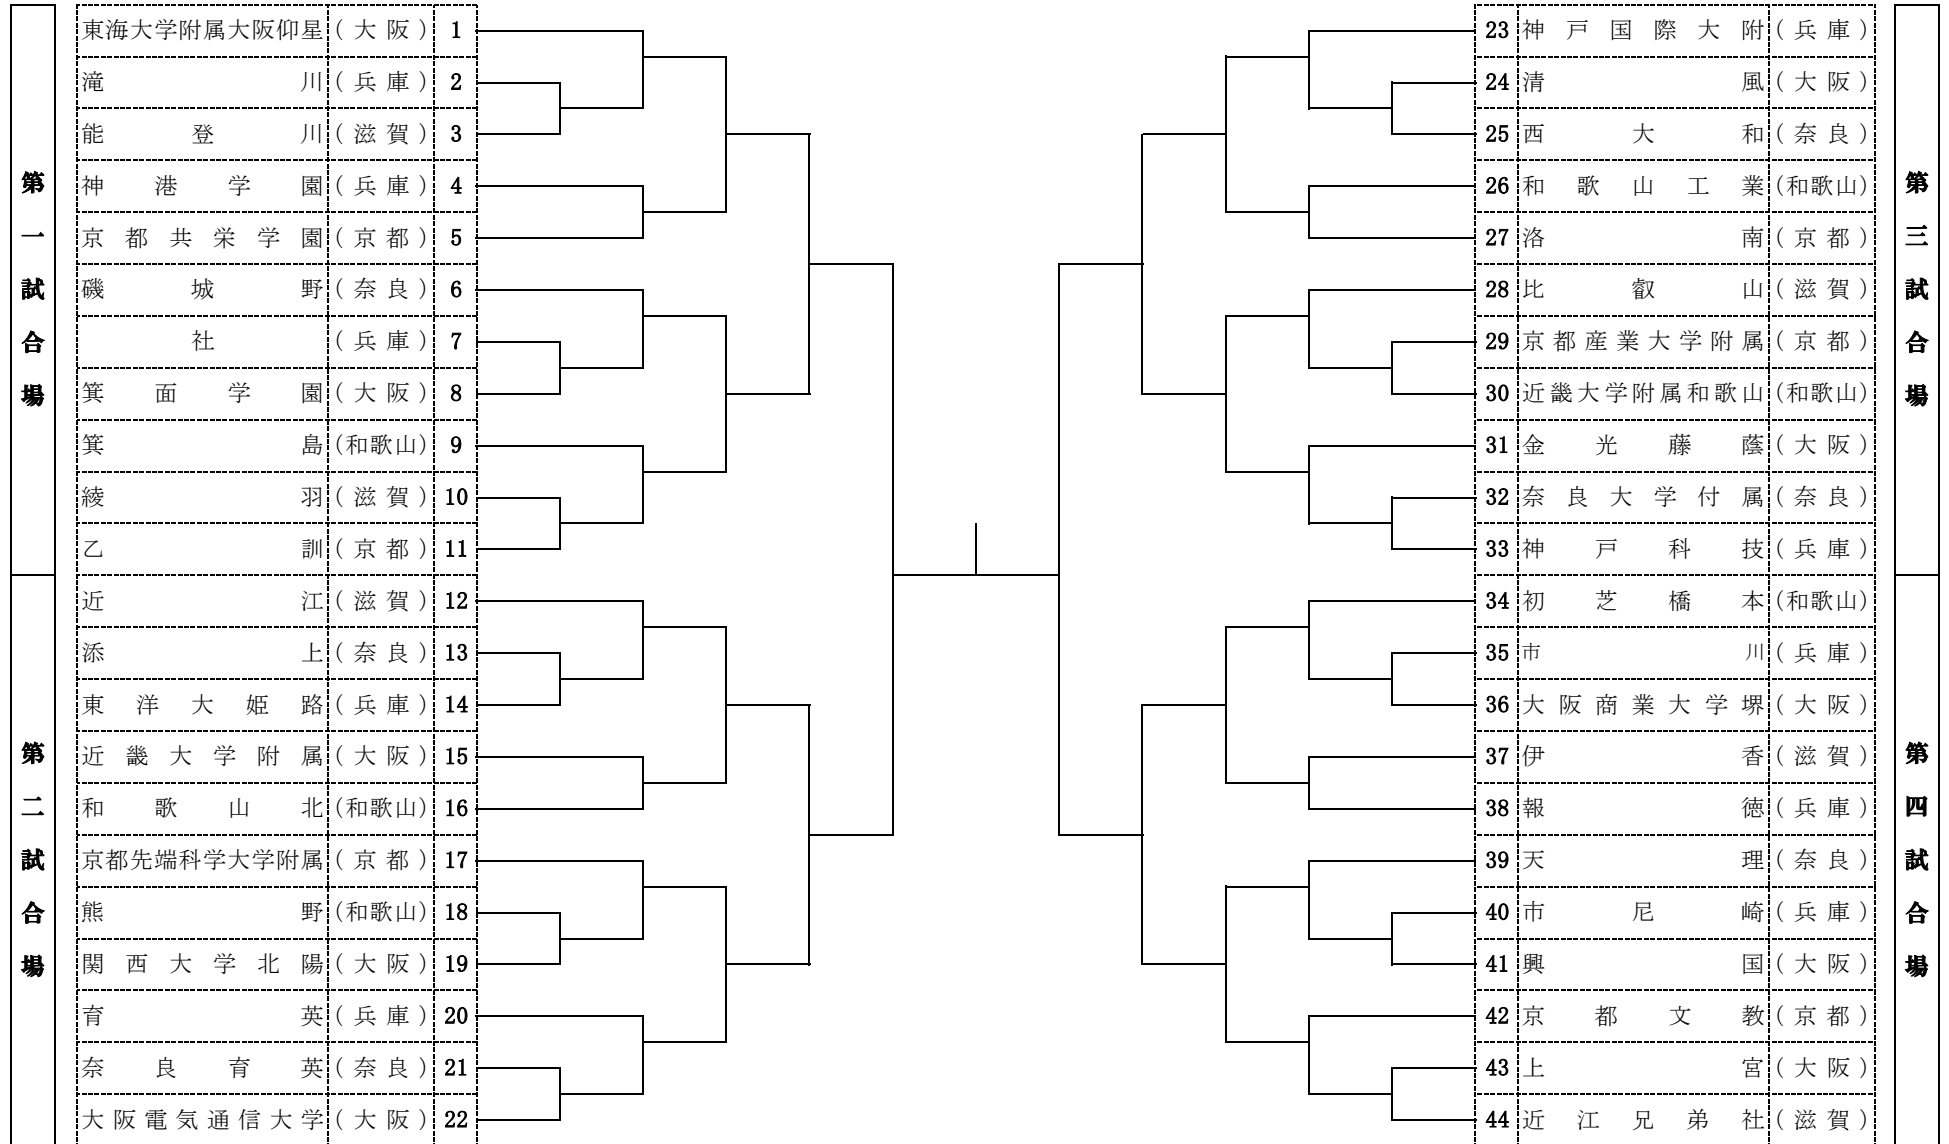 第一試合場
東海大学附属大阪仰星 (大阪) 1
滝川 (兵庫) 2
能登川 (滋賀) 3
神港学園 (兵庫) 4
京都共栄学園 (京都) 5
磯城野 (奈良) 6
社 (兵庫) 7
箕面学園 (大阪) 8
箕島 (和歌山) 9
綾羽 (滋賀) 10
乙訓 (京都) 11
第二試合場
近江 (滋賀) 12
添上 (奈良) 13
東洋大姫路 (兵庫) 14
近畿大学附属 (大阪) 15
和歌山北 (和歌山) 16
京都先端科学大学附属 (京都) 17
熊野 (和歌山) 18
関西大学北陽 (大阪) 19
育英 (兵庫) 20
奈良育英 (奈良) 21
大阪電気通信大学 (大阪) 22
第三試合場
23 神戸国際大附 (兵庫)
24 清風 (大阪)
25 西大和 (奈良)
26 和歌山工業 (和歌山)
27 洛南 (京都)
28 比叡山 (滋賀)
29 京都産業大学附属 (京都)
30 近畿大学附属和歌山 (和歌山)
31 金光藤蔭 (大阪)
32 奈良大学付属 (奈良)
33 神戸科技 (兵庫)
第四試合場
34 初芝橋本 (和歌山)
35 市川 (兵庫)
36 大阪商業大学堺 (大阪)
37 伊香 (滋賀)
38 報徳 (兵庫)
39 天理 (奈良)
40 市尼崎 (兵庫)
41 興国 (大阪)
42 京都文教 (京都)
43 上宮 (大阪)
44 近江兄弟社 (滋賀)